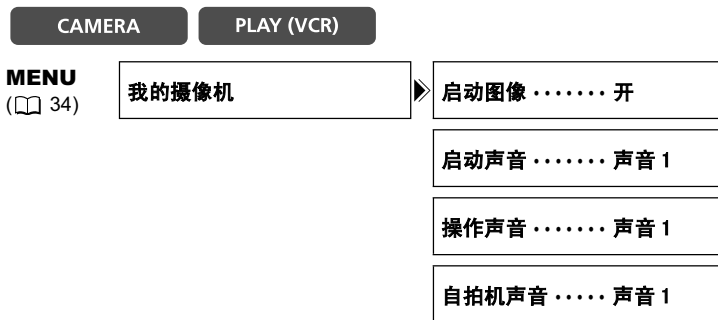 CAMERA PLAY (VCR)
MENU 我的摄像机 启动图像 ······· 开
( 34)
启动声音 ······· 声音 1
操作声音 ······· 声音 1
自拍机声音 ····· 声音 1